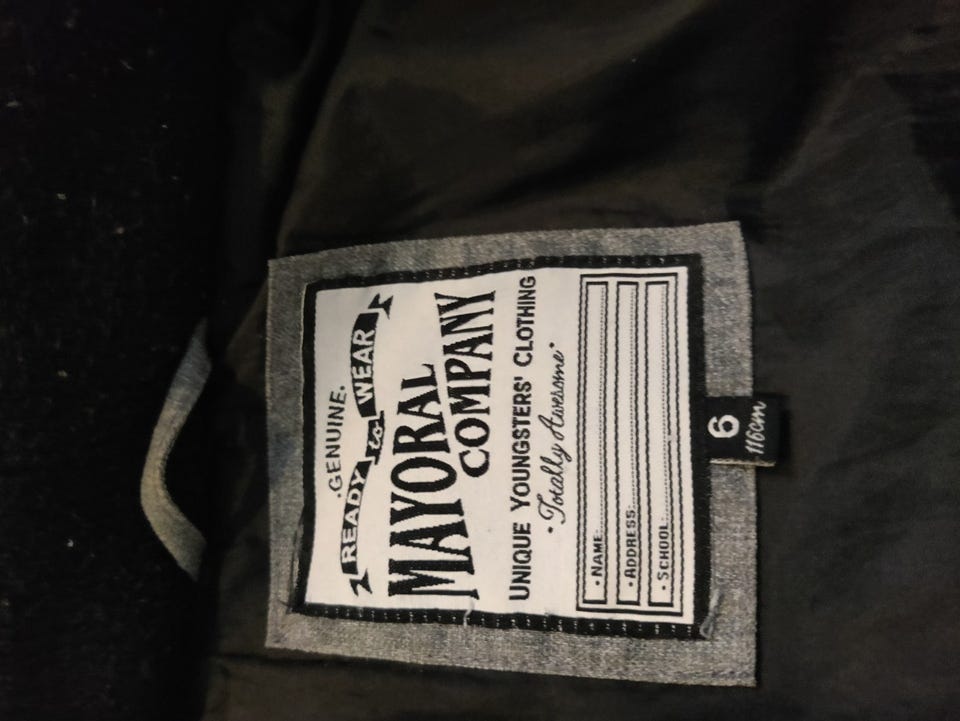 .GENUINE.
READY to WEAR
MAYORAL
COMPANY
UNIQUE YOUNGSTERS' CLOTHING
• Totally Awesome •
• NAME:
• ADDRESS:
• SCHOOL:
6
116cm